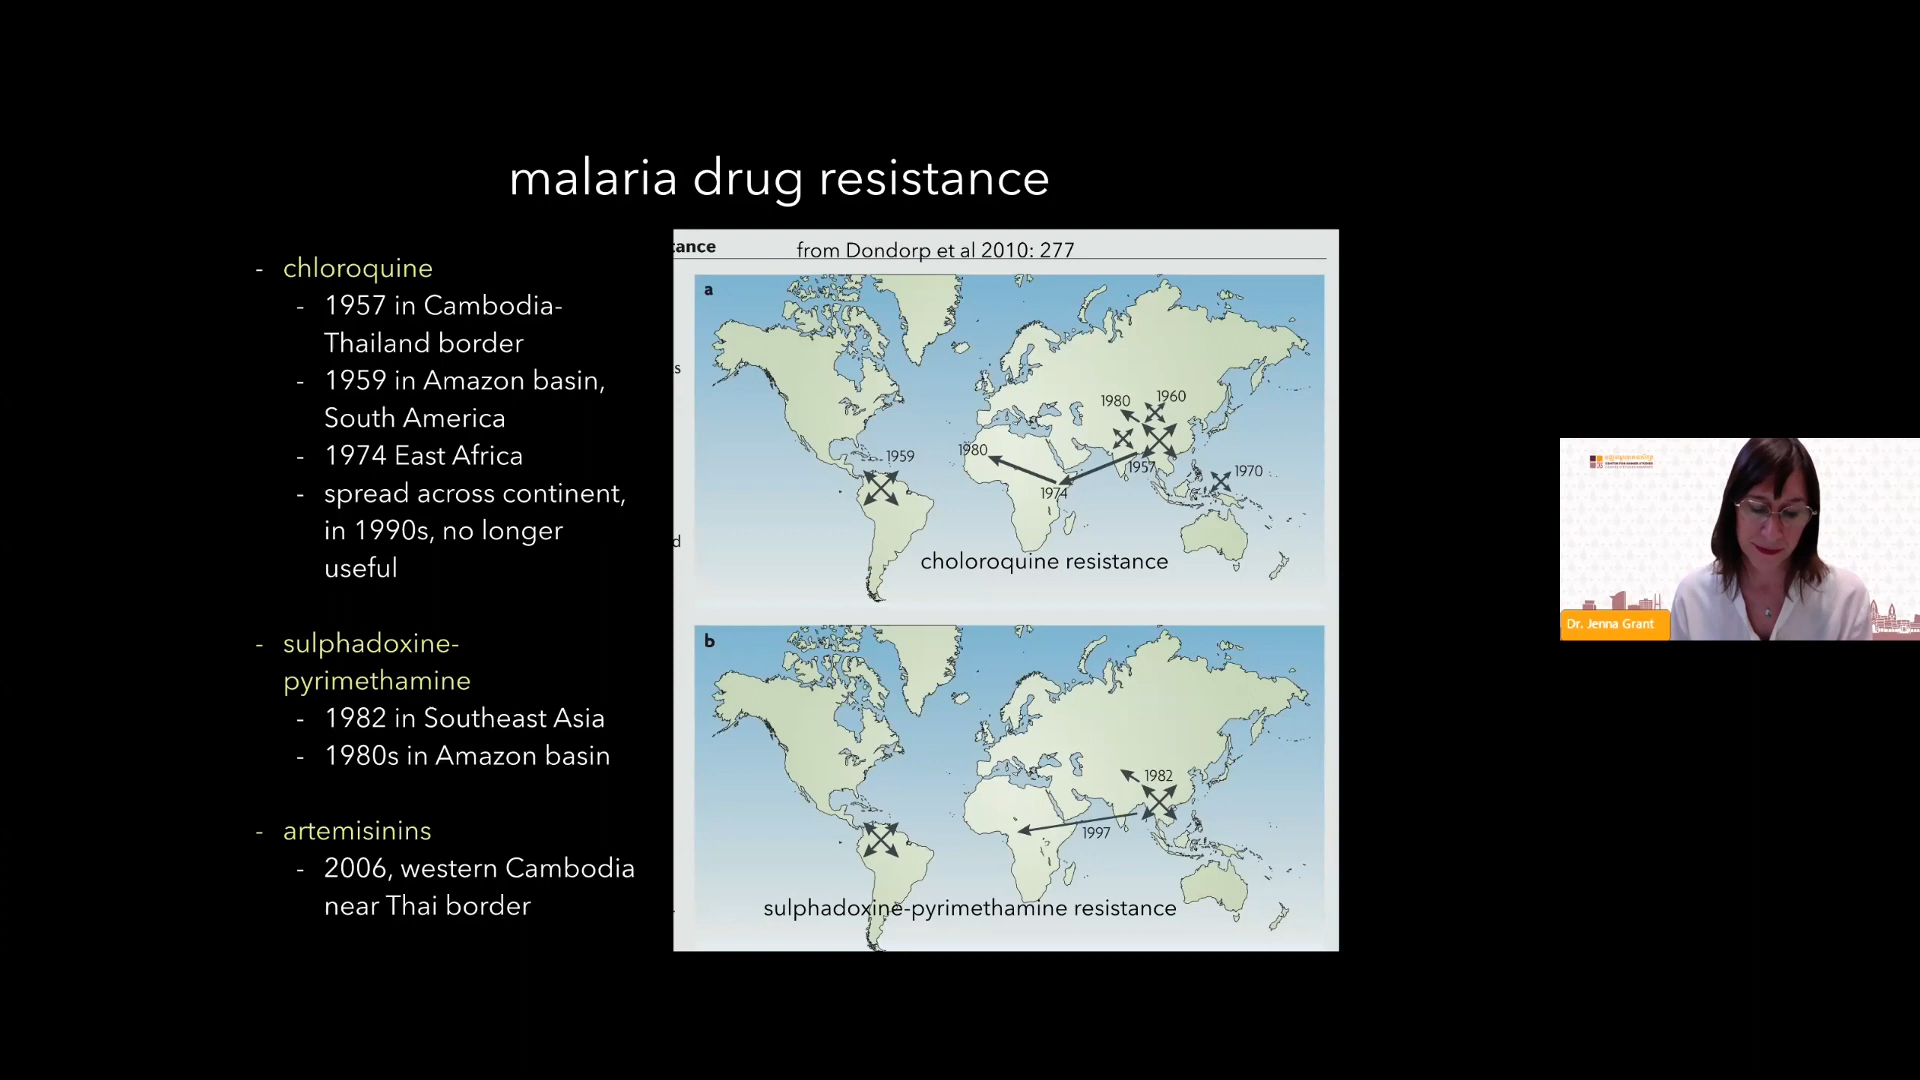 malaria drug resistance
- chloroquine
- 1957 in Cambodia-
Thailand border
- 1959 in Amazon basin,
South America
- 1974 East Africa
- spread across continent,
in 1990s, no longer
useful
- sulphadoxine-
pyrimethamine
- 1982 in Southeast Asia
- 1980s in Amazon basin
- artemisinins
- 2006, western Cambodia
near Thai border
tance
from Dondorp et al 2010: 277
s
d
a
1980
1960
1959
1980
1957
1970
1974
choloroquine resistance
b
1982
1997
sulphadoxine-pyrimethamine resistance
Dr. Jenna Grant